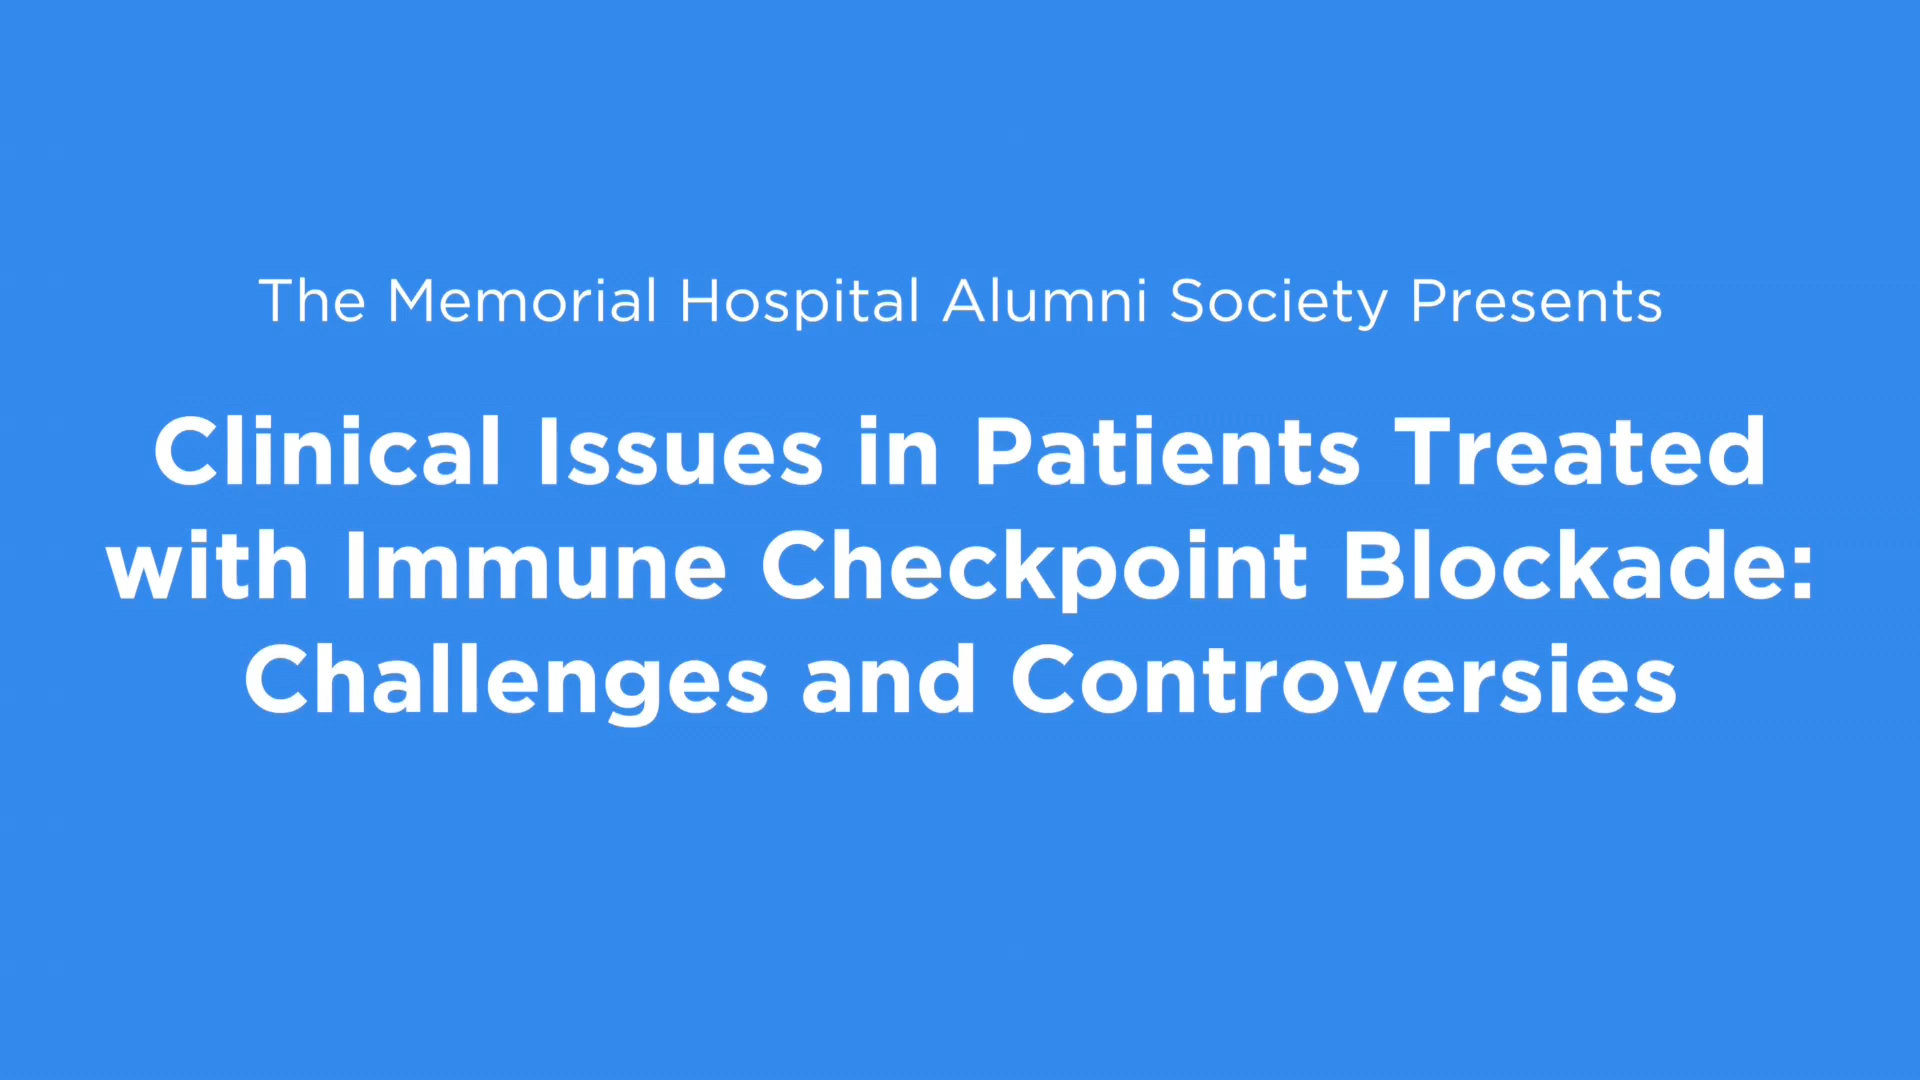 The Memorial Hospital Alumni Society Presents
Clinical Issues in Patients Treated
with Immune Checkpoint Blockade:
Challenges and Controversies